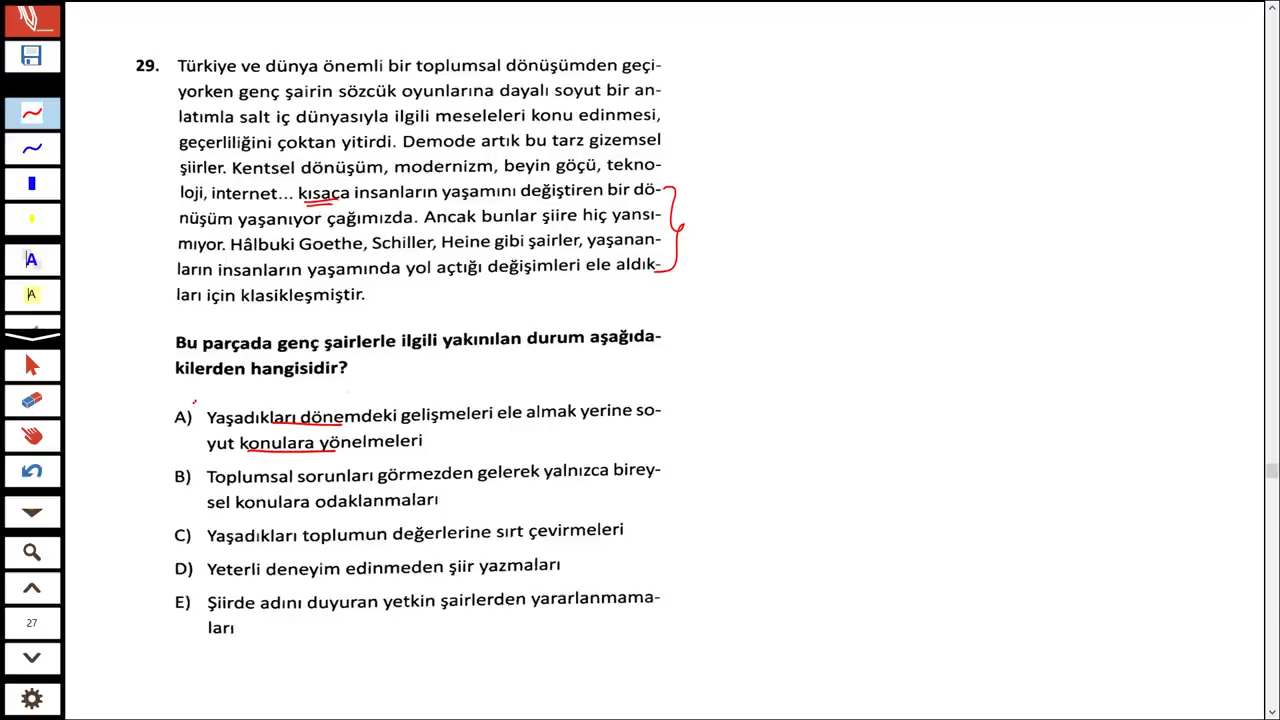 29. Türkiye ve dünya önemli bir toplumsal dönüşümden geçi-
yorken genç şairin sözcük oyunlarına dayalı soyut bir an-
latımla salt iç dünyasıyla ilgili meseleleri konu edinmesi,
geçerliliğini çoktan yitirdi. Demode artık bu tarz gizemsel
şiirler. Kentsel dönüşüm, modernizm, beyin göçü, tekno-
loji, internet... kısaca insanların yaşamını değiştiren bir dö-
nüşüm yaşanıyor çağımızda. Ancak bunlar şiire hiç yansı-
mıyor. Hâlbuki Goethe, Schiller, Heine gibi şairler, yaşanan-
ların insanların yaşamında yol açtığı değişimleri ele aldık-
ları için klasikleşmiştir.
Bu parçada genç şairlerle ilgili yakınılan durum aşağıda-
kilerden hangisidir?
A) Yaşadıkları dönemdeki gelişmeleri ele almak yerine so-
yut konulara yönelmeleri
B) Toplumsal sorunları görmezden gelerek yalnızca birey-
sel konulara odaklanmaları
C) Yaşadıkları toplumun değerlerine sırt çevirmeleri
D) Yeterli deneyim edinmeden şiir yazmaları
E) Şiirde adını duyuran yetkin şairlerden yararlanmama-
ları
A
A
27